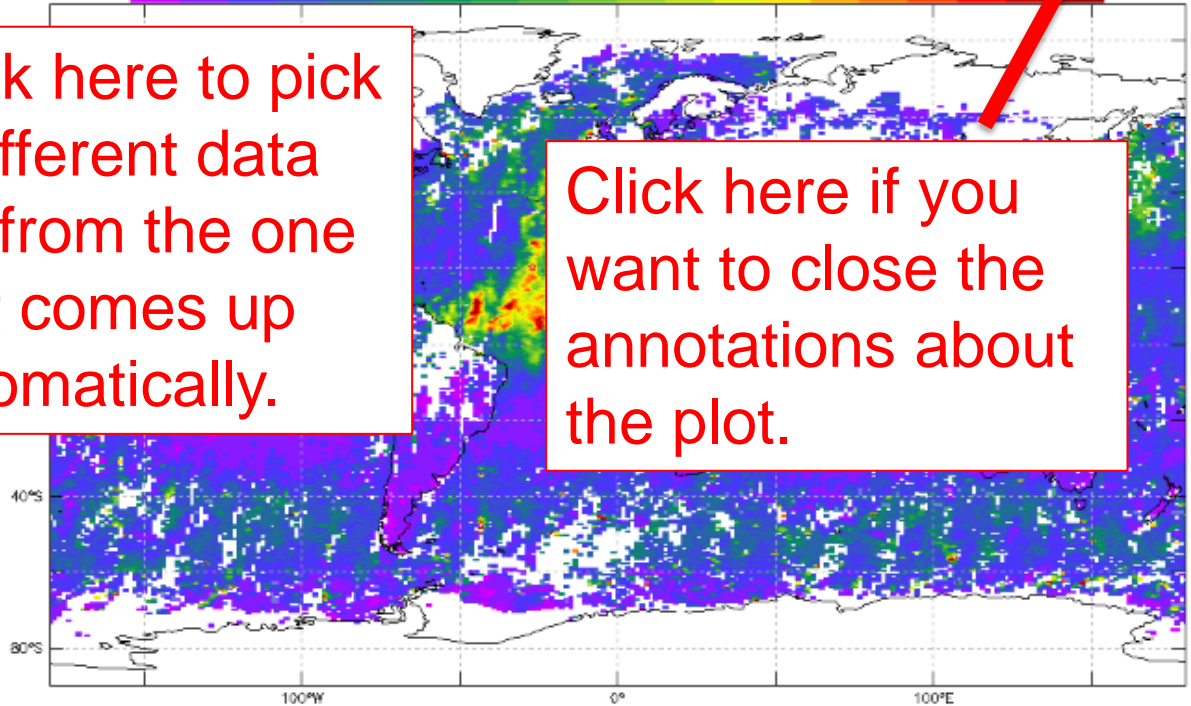 k here to pick
fferent data
from the one
comes up
omatically.
Click here if you
want to close the
annotations about
the plot.
40°S
80°S
100°W
0°
100°E